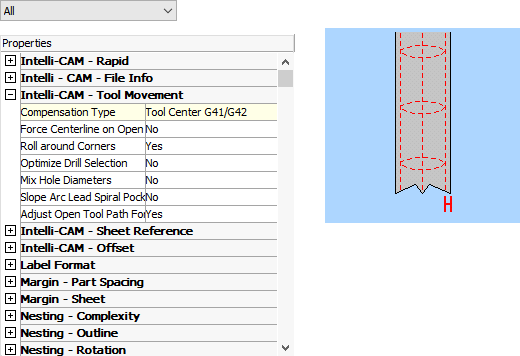 All
Properties
Intelli-CAM - Rapid
Intelli - CAM - File Info
Intelli-CAM - Tool Movement
Compensation Type Tool Center G41/G42
Force Centerline on Open No
Roll around Corners Yes
Optimize Drill Selection No
Mix Hole Diameters No
Slope Arc Lead Spiral Pock No
Adjust Open Tool Path For Yes
Intelli-CAM - Sheet Reference
Intelli-CAM - Offset
Label Format
Margin - Part Spacing
Margin - Sheet
Nesting - Complexity
Nesting - Outline
Nesting - Rotation
H